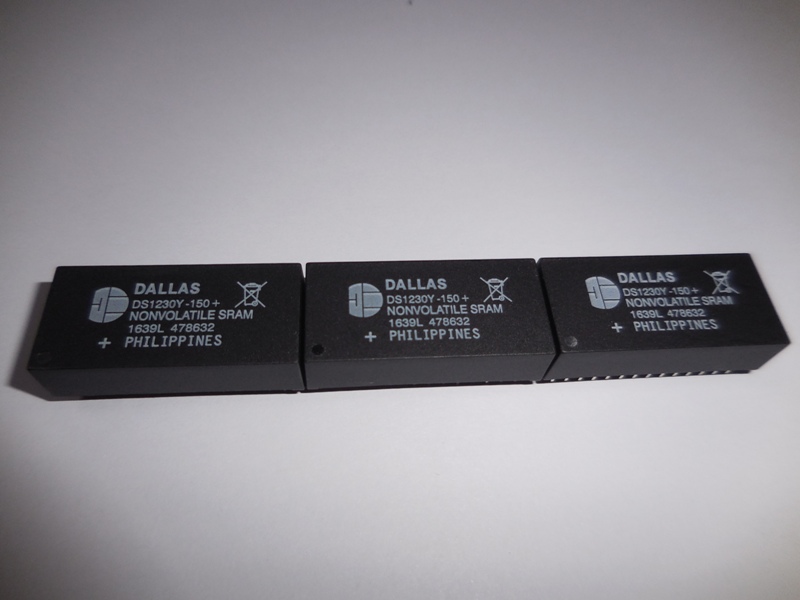 DALLAS
DS1230Y-150+
NONVOLATILE SRAM
1639L 478632
+ PHILIPPINES
DALLAS
DS1230Y-150+
NONVOLATILE SRAM
1639L 478632
+ PHILIPPINES
DALLAS
DS1230Y-150+
NONVOLATILE SRAM
1639L 478632
+ PHILIPPINES